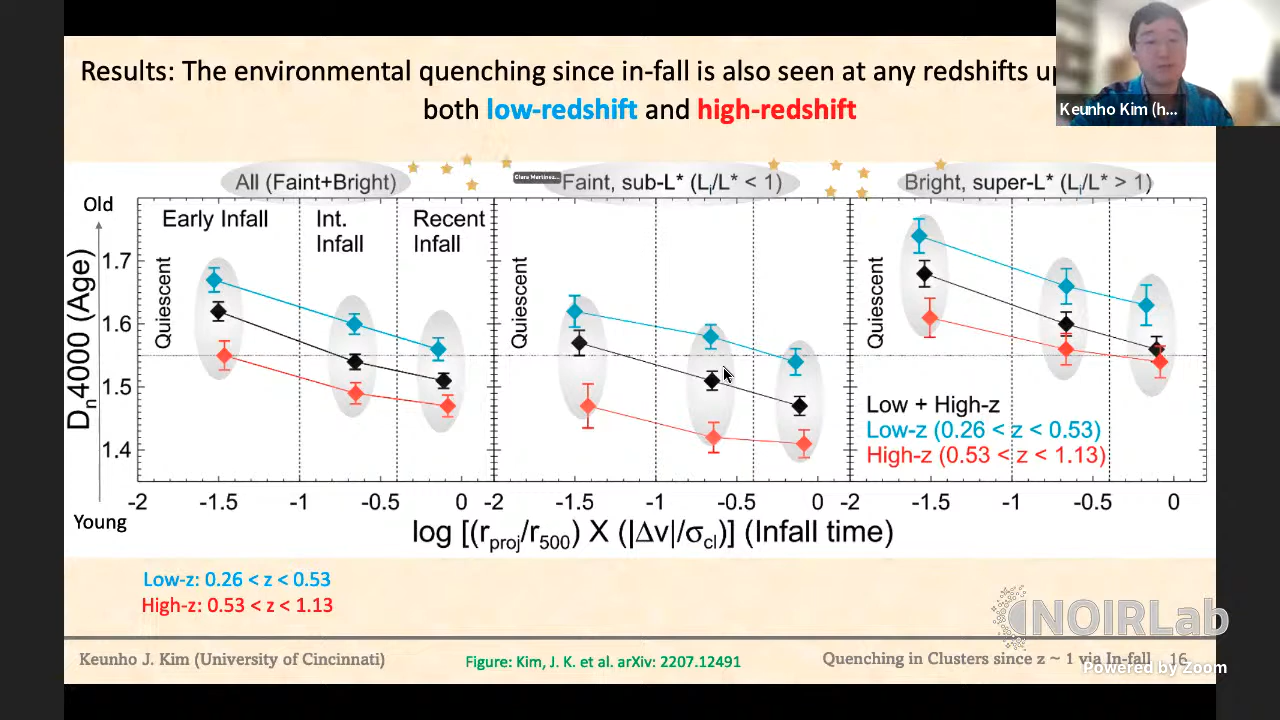 Results: The environmental quenching since in-fall is also seen at any redshifts
both low-redshift and high-redshift
Keunho Kim (h...
All (Faint+Bright)
Clara Martinez...
Faint, sub-L* (Li/L* < 1)
Bright, super-L* (Li/L* > 1)
Old
Early Infall
Int.
Infall
Recent
Infall
Quiescent
Quiescent
Quiescent
Dn4000 (Age)
1.7
1.6
1.5
1.4
Low + High-z
Low-z (0.26 < z < 0.53)
High-z (0.53 < z < 1.13)
-2 -1.5 -1 -0.5 0 -2 -1.5 -1 -0.5 0 -2 -1.5 -1 -0.5 0
Young
log [(rproj/r500) X (|Δv|/σcl)] (Infall time)
Low-z: 0.26 < z < 0.53
High-z: 0.53 < z < 1.13
NOIRLab
Keunho J. Kim (University of Cincinnati)
Figure: Kim, J. K. et al. arXiv: 2207.12491
Quenching in Clusters since z ~ 1 via In-fall 16
Powered by Zoom